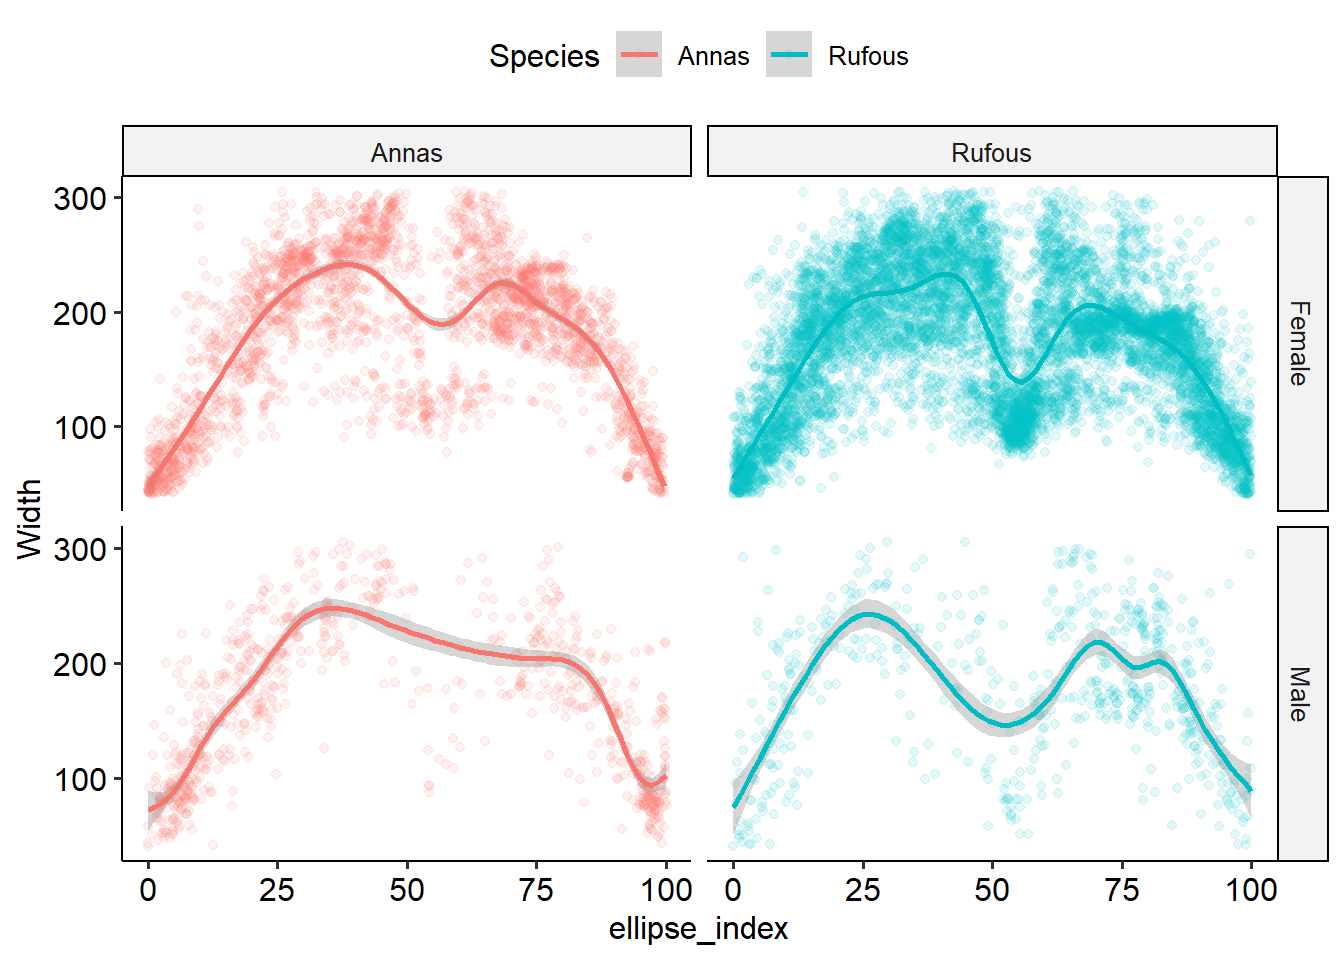 Species Annas Rufous
Annas Rufous
300
200
100
Female
Width
300
200
100
Male
0 25 50 75 100 0 25 50 75 100
ellipse_index